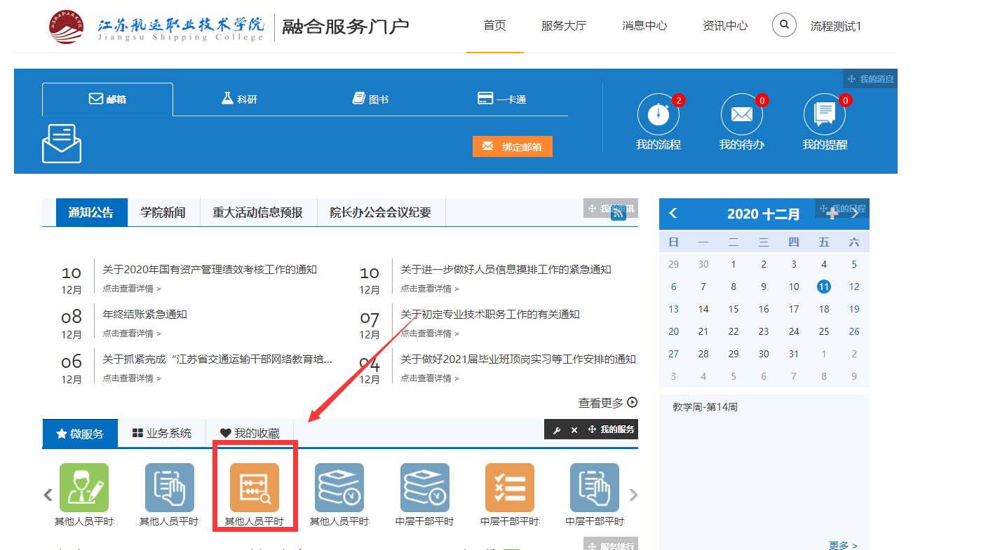 江苏航运职业技术学院
Jiangsu Shipping College
融合服务门户
首页 服务大厅 消息中心 资讯中心 流程测试1
我的消息
邮箱 科研 图书 一卡通
2 0 0
我的流程 我的待办 我的提醒
绑定邮箱
通知公告 学院新闻 重大活动信息预报 院长办公会会议纪要
10
12月
关于2020年国有资产管理绩效考核工作的通知
点击查看详情 >
10
12月
关于进一步做好人员信息摸排工作的紧急通知
点击查看详情 >
08
12月
年终结账紧急通知
点击查看详情 >
07
12月
关于初定专业技术职务工作的有关通知
点击查看详情 >
06
12月
关于抓紧完成“江苏省交通运输干部网络教育培...
点击查看详情 >
04
12月
关于做好2021届毕业班顶岗实习等工作安排的通知
点击查看详情 >
查看更多
我的日程
2020 十二月
日 一 二 三 四 五 六
29 30 1 2 3 4 5
6 7 8 9 10 11 12
13 14 15 16 17 18 19
20 21 22 23 24 25 26
27 28 29 30 31 1 2
3 4 5 6 7 8 9
教学周-第14周
更多 >
微服务 业务系统 我的收藏
我的服务
其他人员平时 其他人员平时 其他人员平时 其他人员平时 中层干部平时 中层干部平时 中层干部平时
服务排行